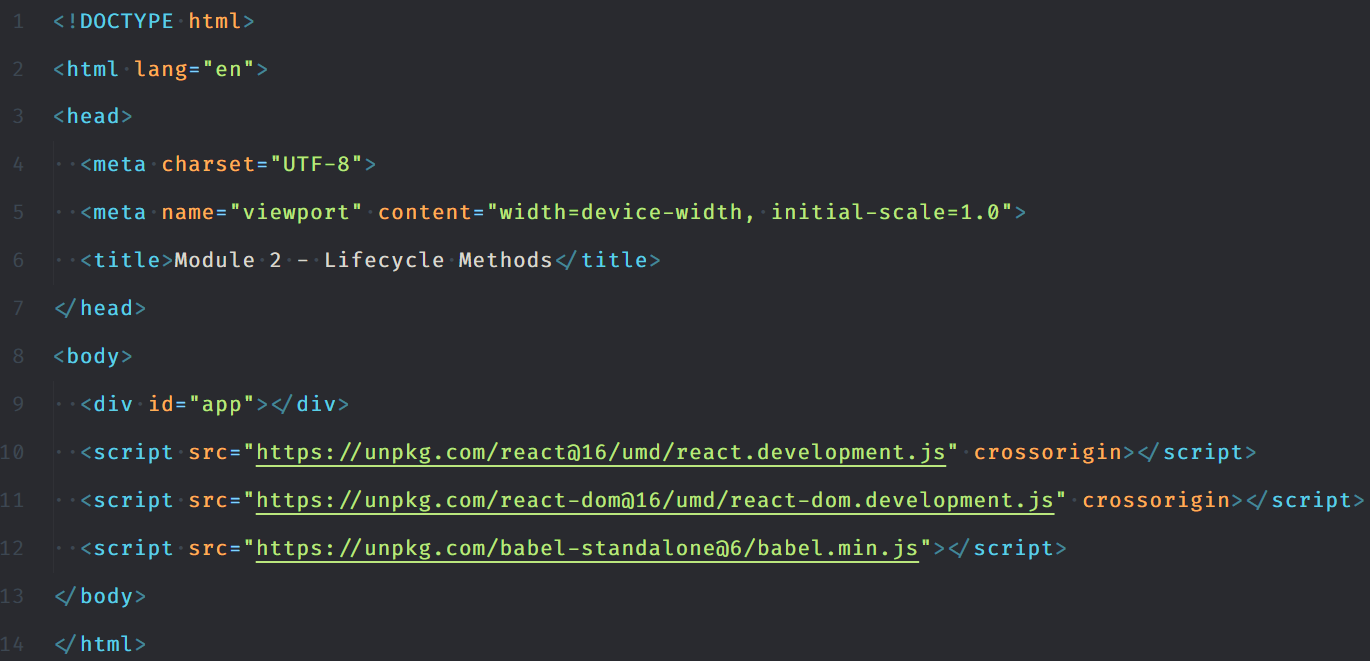 1 <!DOCTYPE html>
2 <html lang="en">
3 <head>
4   <meta charset="UTF-8">
5   <meta name="viewport" content="width=device-width, initial-scale=1.0">
6   <title>Module 2 - Lifecycle Methods</title>
7 </head>
8 <body>
9   <div id="app"></div>
10   <script src="https://unpkg.com/react@16/umd/react.development.js" crossorigin></script>
11   <script src="https://unpkg.com/react-dom@16/umd/react-dom.development.js" crossorigin></script>
12   <script src="https://unpkg.com/babel-standalone@6/babel.min.js"></script>
13 </body>
14 </html>